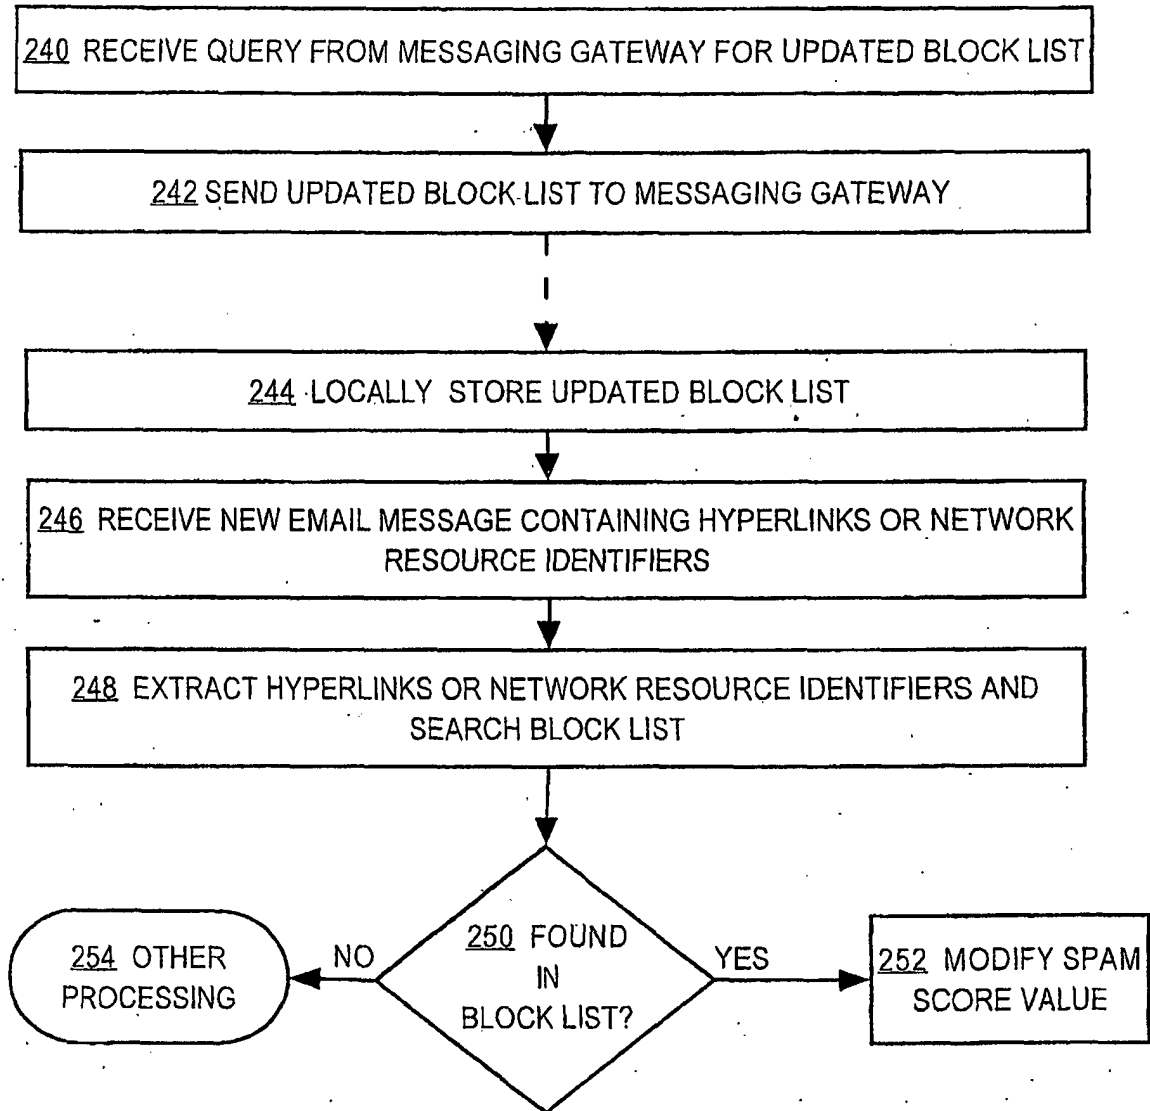 240 RECEIVE QUERY FROM MESSAGING GATEWAY FOR UPDATED BLOCK LIST
242 SEND UPDATED BLOCK LIST TO MESSAGING GATEWAY
244 LOCALLY STORE UPDATED BLOCK LIST
246 RECEIVE NEW EMAIL MESSAGE CONTAINING HYPERLINKS OR NETWORK
RESOURCE IDENTIFIERS
248 EXTRACT HYPERLINKS OR NETWORK RESOURCE IDENTIFIERS AND
SEARCH BLOCK LIST
254 OTHER
PROCESSING
NO
250 FOUND
IN
BLOCK LIST?
YES
252 MODIFY SPAM
SCORE VALUE